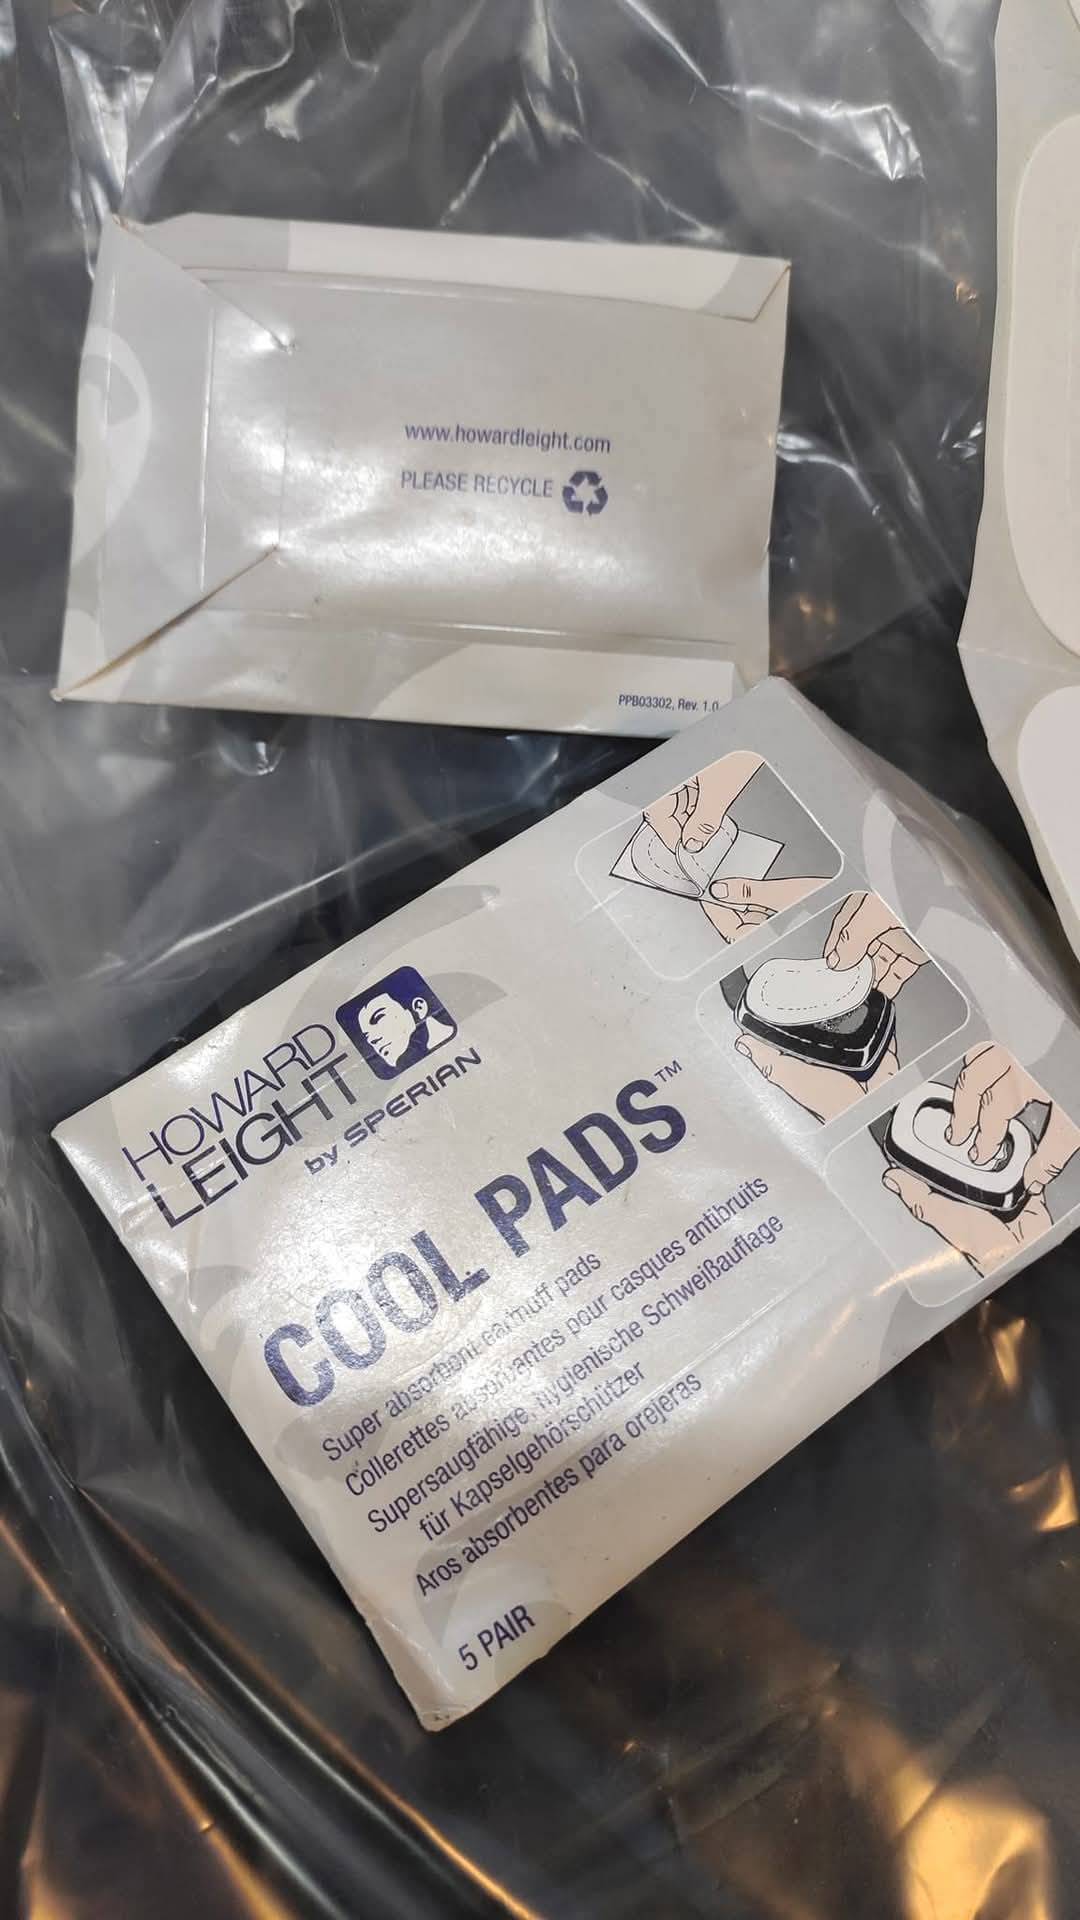 www.howardleight.com
PLEASE RECYCLE
PPB03302, Rev. 1.0
HOWARD
LEIGHT
by SPERIAN
COOL PADS™
Super absorbent earmuff pads
Collerettes absorbantes pour casques antibruits
Supersaugfähige, hygienische Schweißauflage
für Kapselgehörschützer
Aros absorbentes para orejeras
5 PAIR